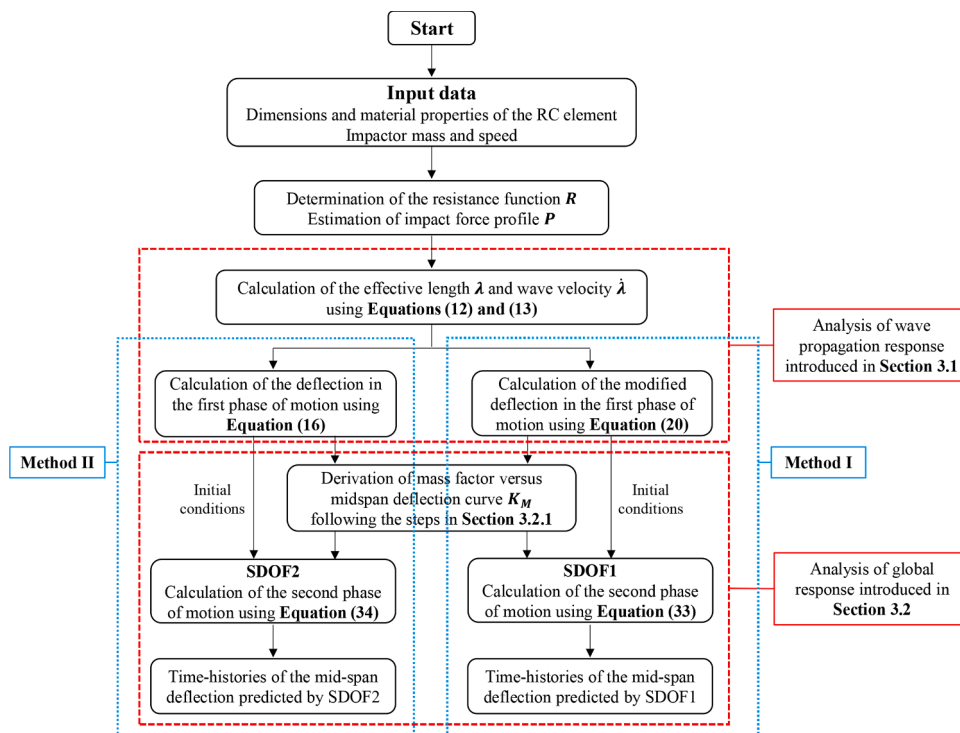 Start
Input data
Dimensions and material properties of the RC element
Impactor mass and speed
Determination of the resistance function R
Estimation of impact force profile P
Calculation of the effective length λ and wave velocity λ̇
using Equations (12) and (13)
Analysis of wave
propagation response
introduced in Section 3.1
Calculation of the deflection in
the first phase of motion using
Equation (16)
Calculation of the modified
deflection in the first phase of
motion using Equation (20)
Method II
Method I
Initial
conditions
Derivation of mass factor versus
midspan deflection curve K_M
following the steps in Section 3.2.1
Initial
conditions
SDOF2
Calculation of the second phase
of motion using Equation (34)
SDOF1
Calculation of the second phase
of motion using Equation (33)
Analysis of global
response introduced in
Section 3.2
Time-histories of the mid-span
deflection predicted by SDOF2
Time-histories of the mid-span
deflection predicted by SDOF1